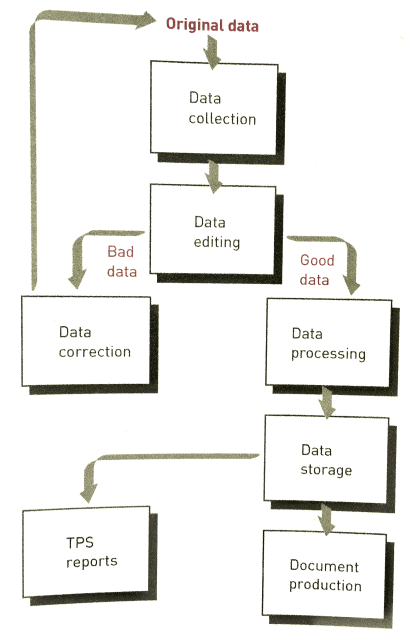 Original data
Data
collection
Data
editing
Bad
data
Good
data
Data
correction
Data
processing
Data
storage
TPS
reports
Document
production